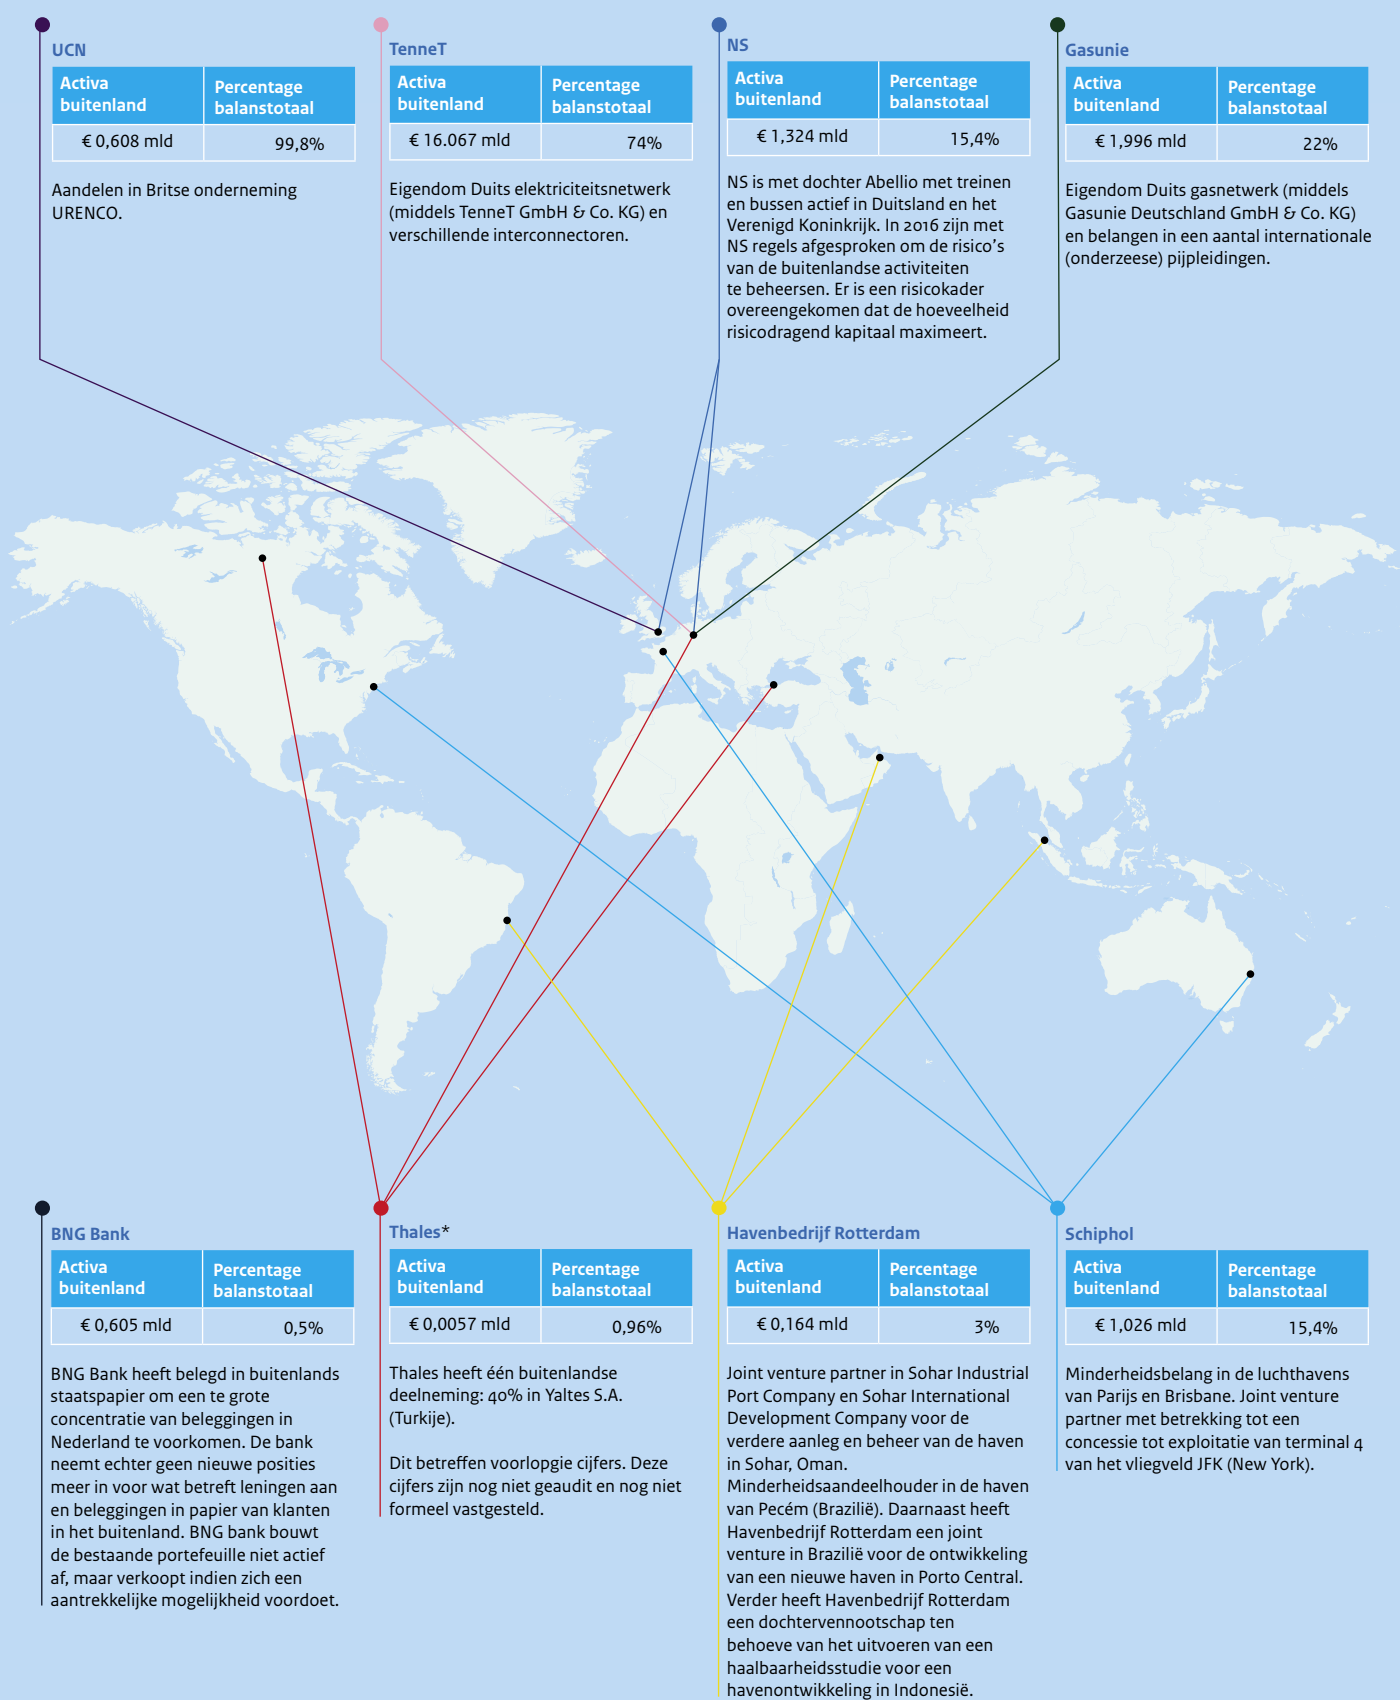 UCN
Activa
buitenland
Percentage
balanstotaal
€ 0,608 mld
99,8%
Aandelen in Britse onderneming
URENCO.
TenneT
Activa
buitenland
Percentage
balanstotaal
€ 16.067 mld
74%
Eigendom Duits elektriciteitsnetwerk
(middels TenneT GmbH & Co. KG) en
verschillende interconnectoren.
NS
Activa
buitenland
Percentage
balanstotaal
€ 1,324 mld
15,4%
NS is met dochter Abellio met treinen
en bussen actief in Duitsland en het
Verenigd Koninkrijk. In 2016 zijn met
NS regels afgesproken om de risico's
van de buitenlandse activiteiten
te beheersen. Er is een risicokader
overeengekomen dat de hoeveelheid
risicodragend kapitaal maximeert.
Gasunie
Activa
buitenland
Percentage
balanstotaal
€ 1,996 mld
22%
Eigendom Duits gasnetwerk (middels
Gasunie Deutschland GmbH & Co. KG)
en belangen in een aantal internationale
(onderzeese) pijpleidingen.
BNG Bank
Activa
buitenland
Percentage
balanstotaal
€ 0,605 mld
0,5%
BNG Bank heeft belegd in buitenlands
staatspapier om een te grote
concentratie van beleggingen in
Nederland te voorkomen. De bank
neemt echter geen nieuwe posities
meer in voor wat betreft leningen aan
en beleggingen in papier van klanten
in het buitenland. BNG bank bouwt
de bestaande portefeuille niet actief
af, maar verkoopt indien zich een
aantrekkelijke mogelijkheid voordoet.
Thales*
Activa
buitenland
Percentage
balanstotaal
€ 0,0057 mld
0,96%
Thales heeft één buitenlandse
deelneming: 40% in Yaltes S.A.
(Turkije).
Dit betreffen voorlopgie cijfers. Deze
cijfers zijn nog niet geaudit en nog niet
formeel vastgesteld.
Havenbedrijf Rotterdam
Activa
buitenland
Percentage
balanstotaal
€ 0,164 mld
3%
Joint venture partner in Sohar Industrial
Port Company en Sohar International
Development Company voor de
verdere aanleg en beheer van de haven
in Sohar, Oman.
Minderheidsaandeelhouder in de haven
van Pecém (Brazilië). Daarnaast heeft
Havenbedrijf Rotterdam een joint
venture in Brazilië voor de ontwikkeling
van een nieuwe haven in Porto Central.
Verder heeft Havenbedrijf Rotterdam
een dochtervennootschap ten
behoeve van het uitvoeren van een
haalbaarheidsstudie voor een
havenontwikkeling in Indonesië.
Schiphol
Activa
buitenland
Percentage
balanstotaal
€ 1,026 mld
15,4%
Minderheidsbelang in de luchthavens
van Parijs en Brisbane. Joint venture
partner met betrekking tot een
concessie tot exploitatie van terminal 4
van het vliegveld JFK (New York).